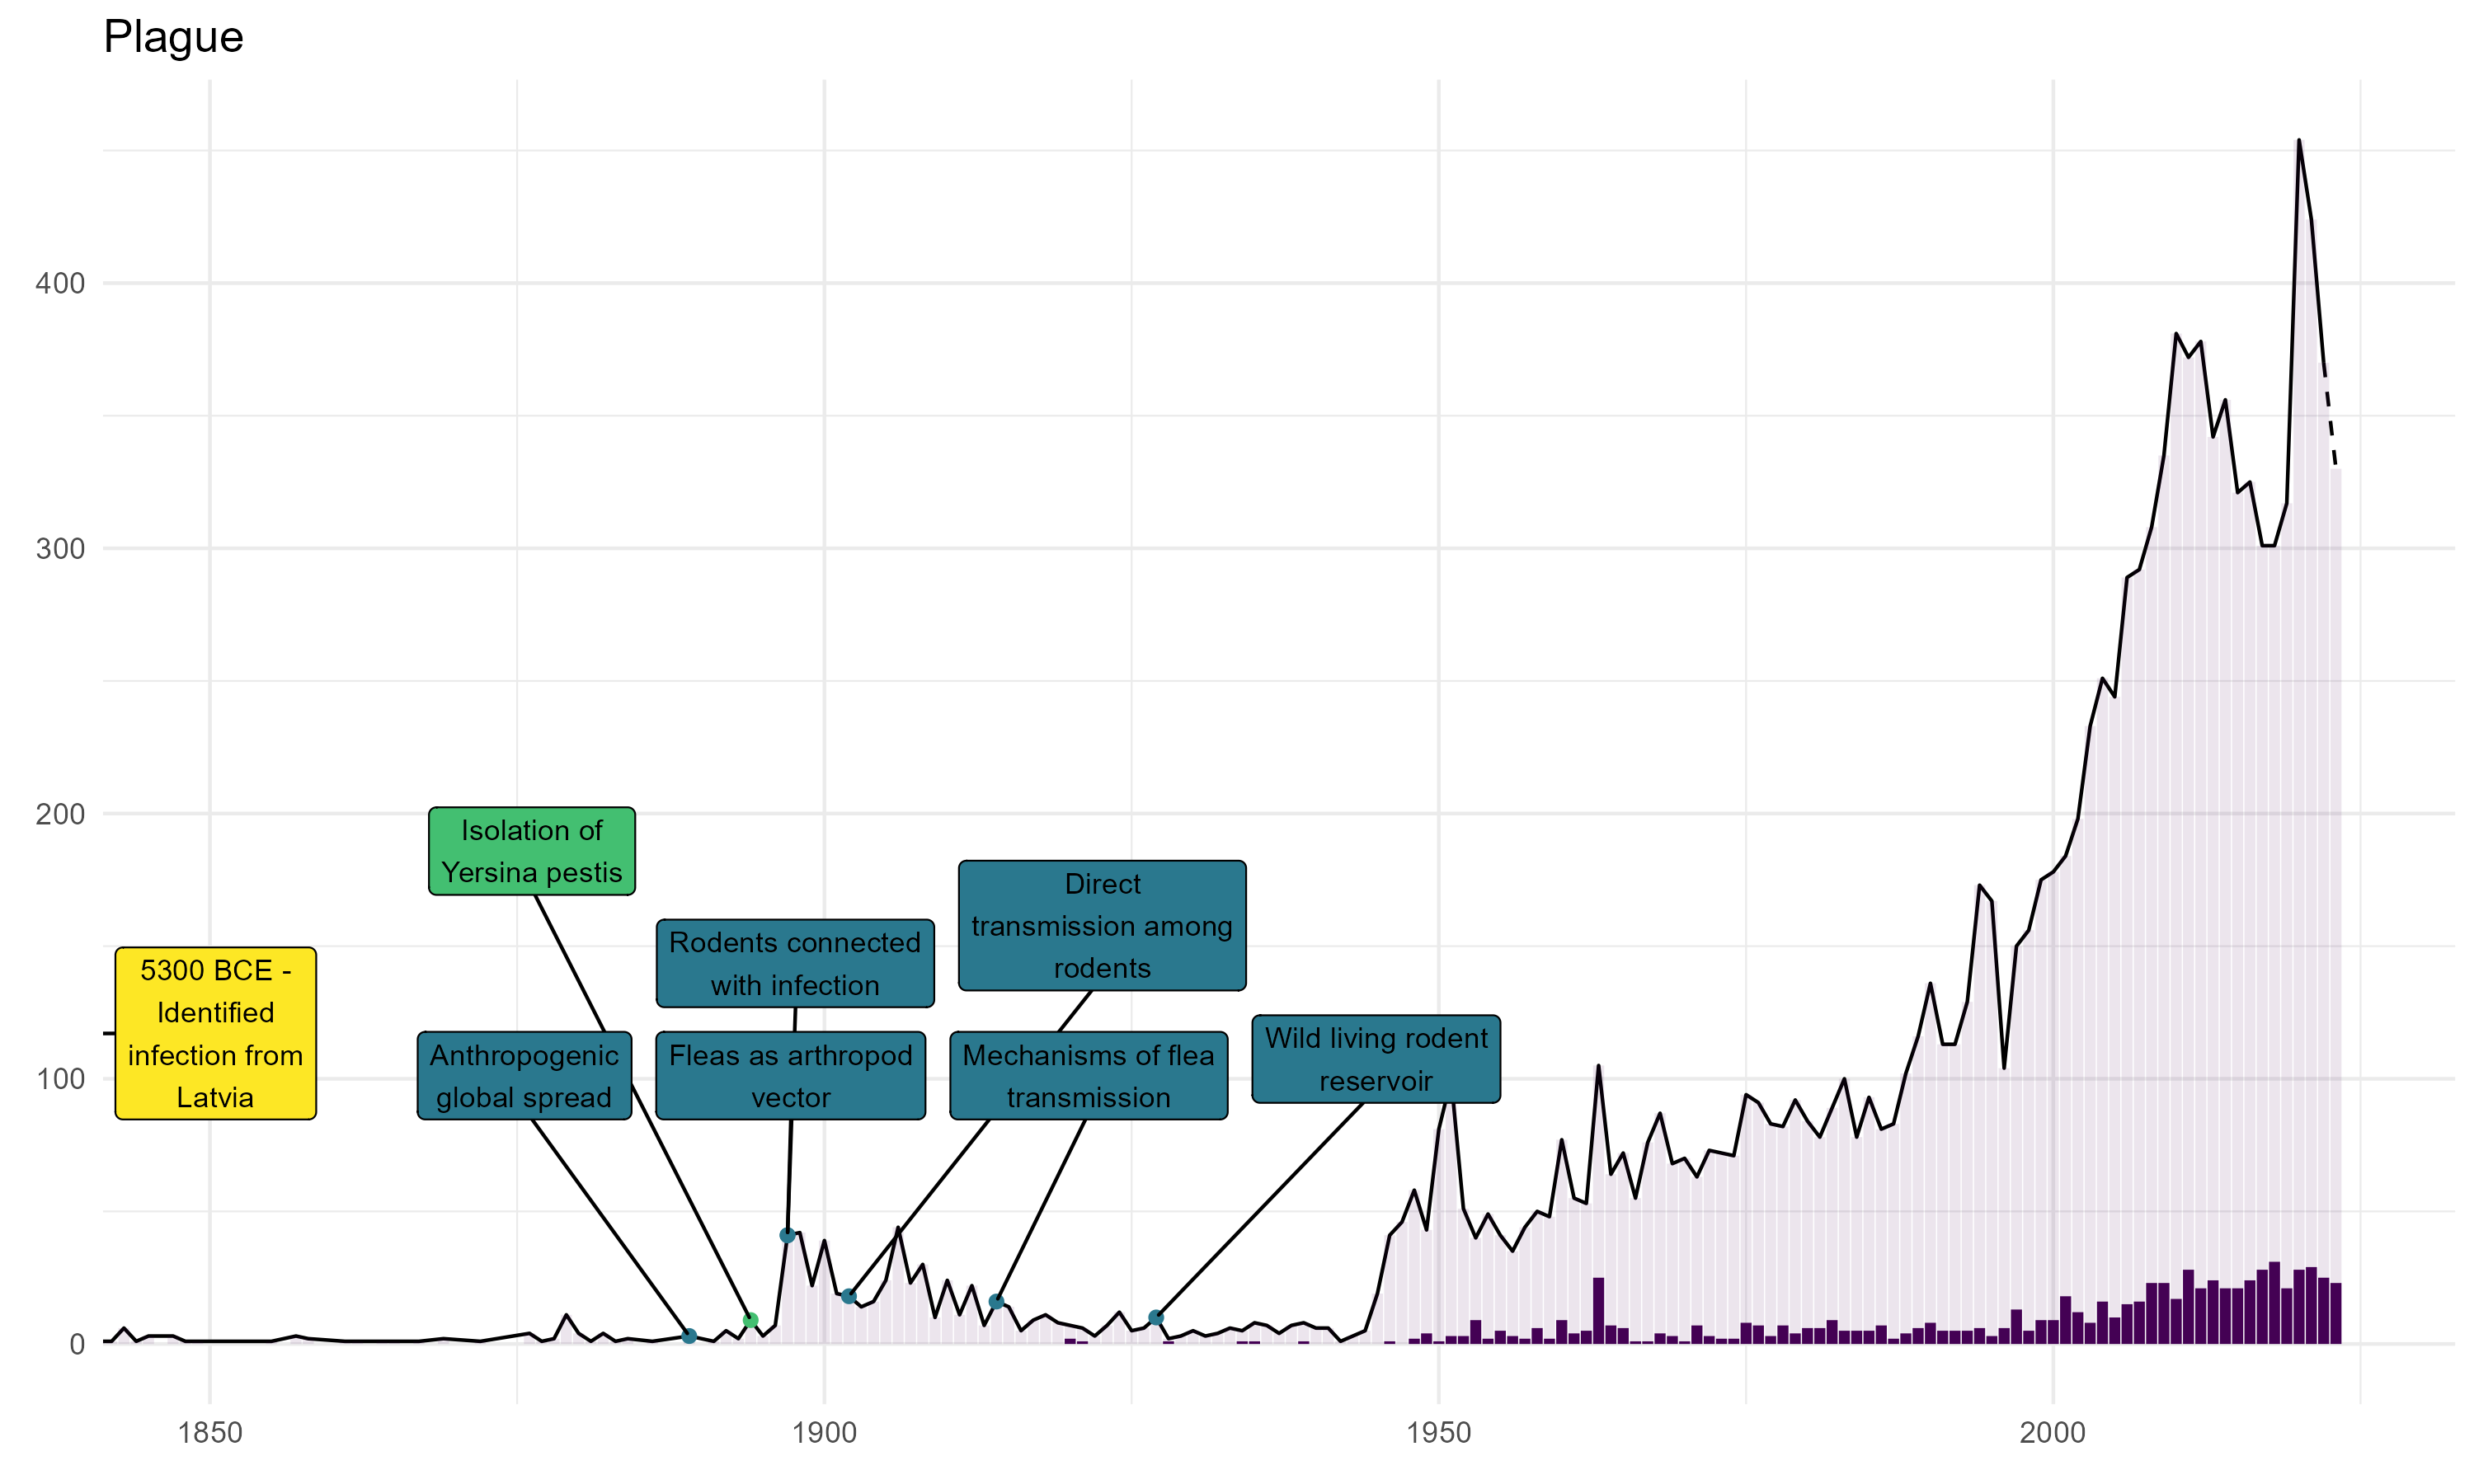 Plague
400
300
200
100
0
Isolation of
Yersina pestis
Direct
transmission among
rodents
Rodents connected
with infection
5300 BCE -
Identified
infection from
Latvia
Anthropogenic
global spread
Fleas as arthropod
vector
Mechanisms of flea
transmission
Wild living rodent
reservoir
1850
1900
1950
2000